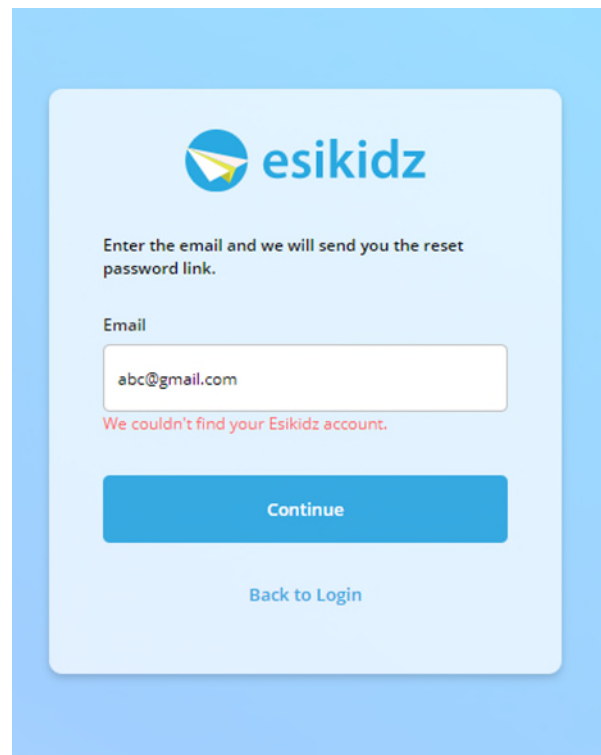 esikidz
Enter the email and we will send you the reset
password link.
Email
abc@gmail.com
We couldn't find your Esikidz account.
Continue
Back to Login